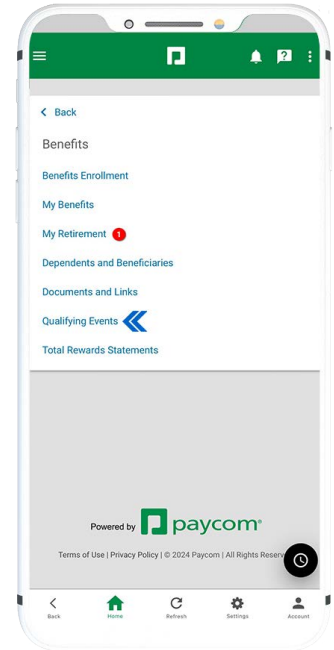 ?
Back
Benefits
Benefits Enrollment
My Benefits
My Retirement 1
Dependents and Beneficiaries
Documents and Links
Qualifying Events
Total Rewards Statements
Powered by paycom®
Terms of Use | Privacy Policy | © 2024 Paycom | All Rights
Back Home Refresh Settings Account